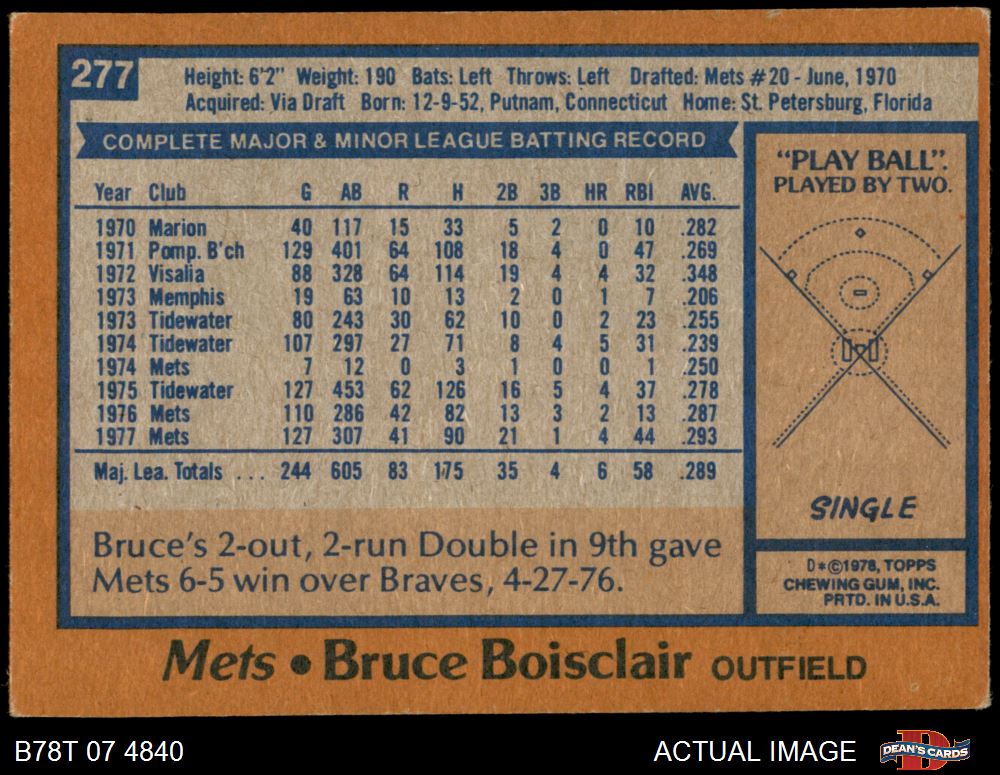 277
Height: 6'2" Weight: 190 Bats: Left Throws: Left Drafted: Mets #20 - June, 1970
Acquired: Via Draft Born: 12-9-52, Putnam, Connecticut Home: St. Petersburg, Florida
COMPLETE MAJOR & MINOR LEAGUE BATTING RECORD
Year Club G AB R H 2B 3B HR RBI AVG.
1970 Marion 40 117 15 33 5 2 0 10 .282
1971 Pomp. B'ch 129 401 64 108 18 4 0 47 .269
1972 Visalia 88 328 64 114 19 4 4 32 .348
1973 Memphis 19 63 10 13 2 0 1 7 .206
1973 Tidewater 80 243 30 62 10 0 2 23 .255
1974 Tidewater 107 297 27 71 8 4 5 31 .239
1974 Mets 7 12 0 3 1 0 0 1 .250
1975 Tidewater 127 453 62 126 16 5 4 37 .278
1976 Mets 110 286 42 82 13 3 2 13 .287
1977 Mets 127 307 41 90 21 1 4 44 .293
Maj. Lea. Totals ... 244 605 83 175 35 4 6 58 .289
Bruce's 2-out, 2-run Double in 9th gave
Mets 6-5 win over Braves, 4-27-76.
"PLAY BALL".
PLAYED BY TWO.
SINGLE
D*©1978, TOPPS
CHEWING GUM, INC.
PRTD. IN U.S.A.
Mets • Bruce Boisclair OUTFIELD
B78T 07 4840
ACTUAL IMAGE
D
DEAN'S CARDS